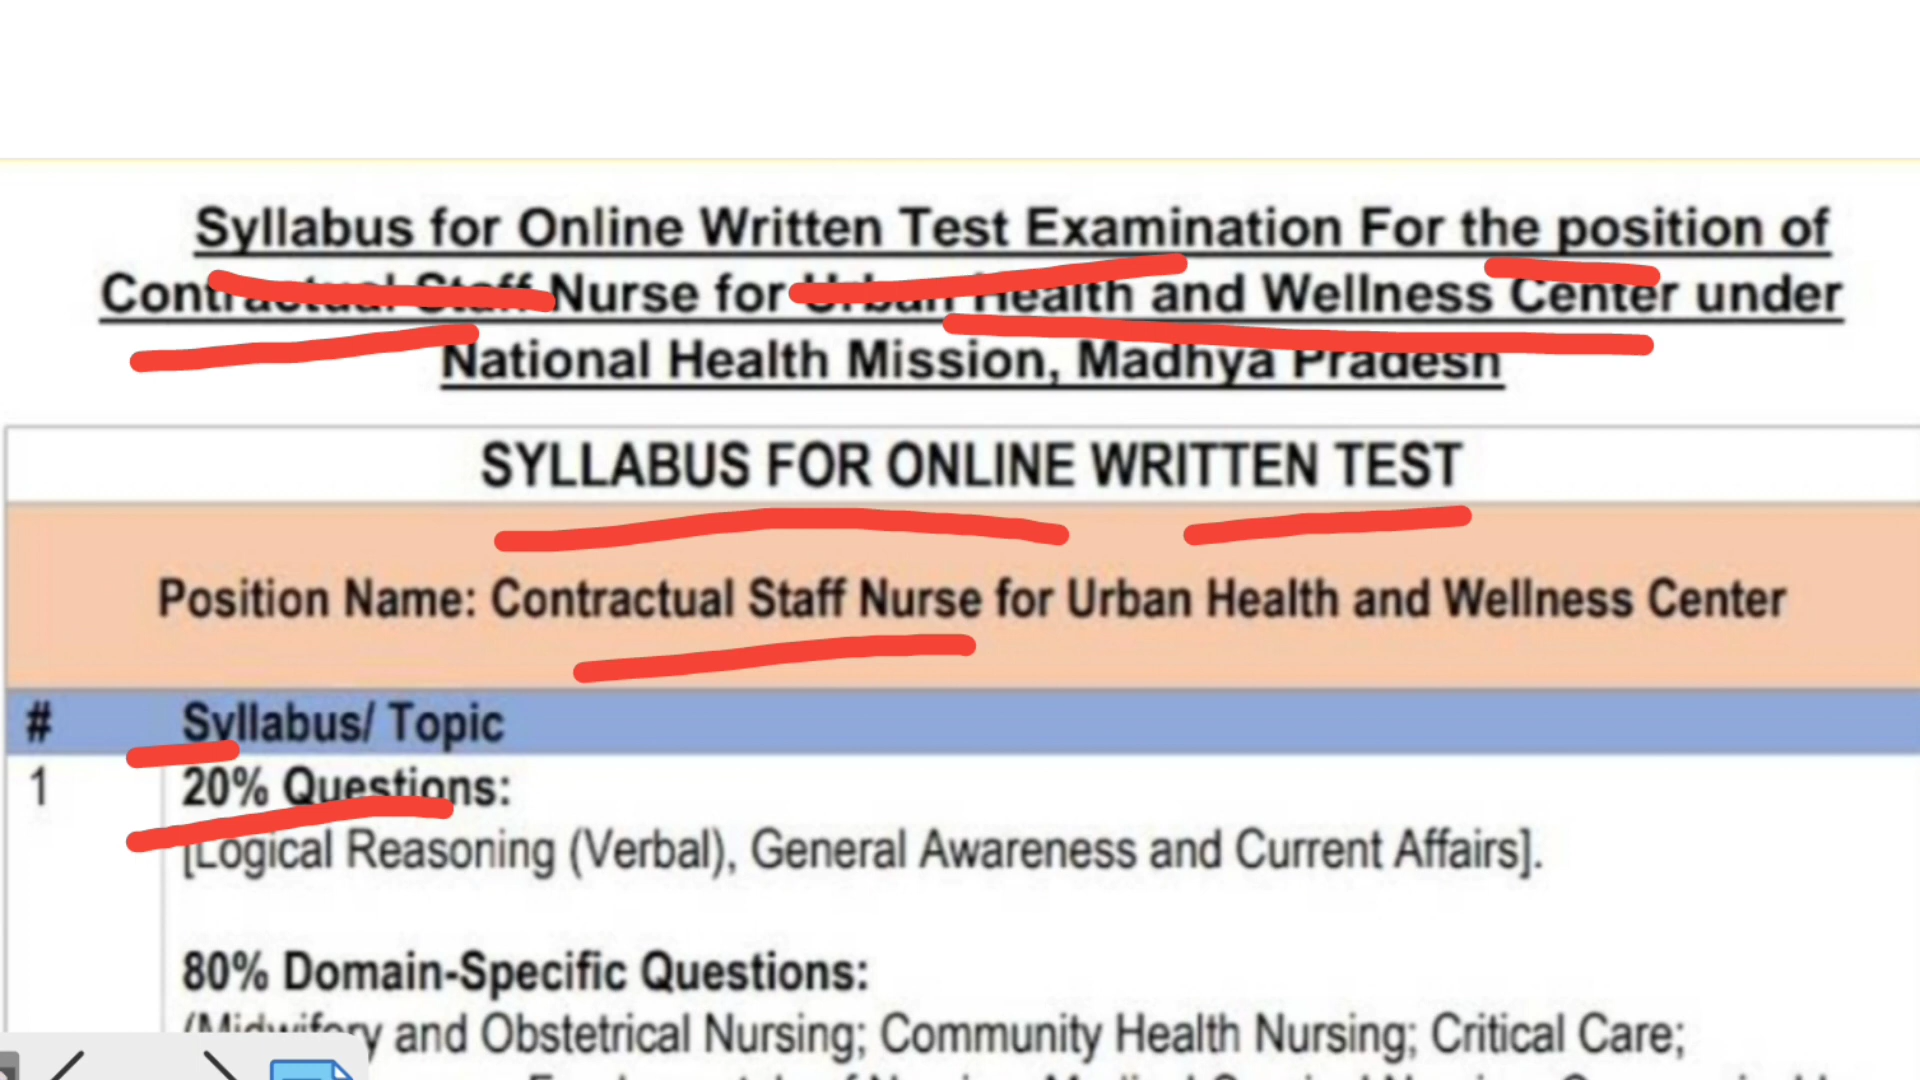 Syllabus for Online Written Test Examination For the position of
Contractual Staff Nurse for Urban Health and Wellness Center under
National Health Mission, Madhya Pradesh
SYLLABUS FOR ONLINE WRITTEN TEST
Position Name: Contractual Staff Nurse for Urban Health and Wellness Center
# Syllabus/ Topic
1 20% Questions:
[Logical Reasoning (Verbal), General Awareness and Current Affairs].
80% Domain-Specific Questions:
(Midwifery and Obstetrical Nursing; Community Health Nursing; Critical Care;